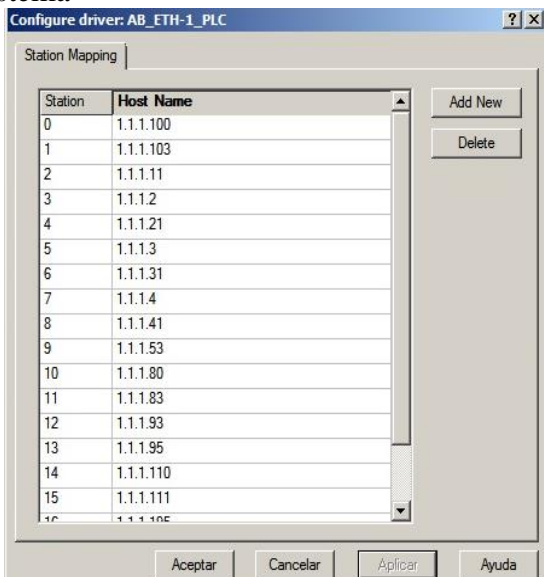 Configure driver: AB_ETH-1_PLC
Station Mapping
Station Host Name
0 1.1.1.100
1 1.1.1.103
2 1.1.1.11
3 1.1.1.2
4 1.1.1.21
5 1.1.1.3
6 1.1.1.31
7 1.1.1.4
8 1.1.1.41
9 1.1.1.53
10 1.1.1.80
11 1.1.1.83
12 1.1.1.93
13 1.1.1.95
14 1.1.1.110
15 1.1.1.111
Add New
Delete
Aceptar Cancelar Aplicar Ayuda